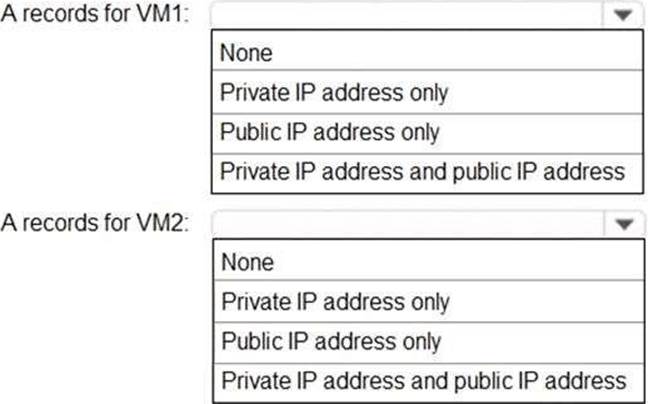 A records for VM1:
None
Private IP address only
Public IP address only
Private IP address and public IP address
A records for VM2:
None
Private IP address only
Public IP address only
Private IP address and public IP address